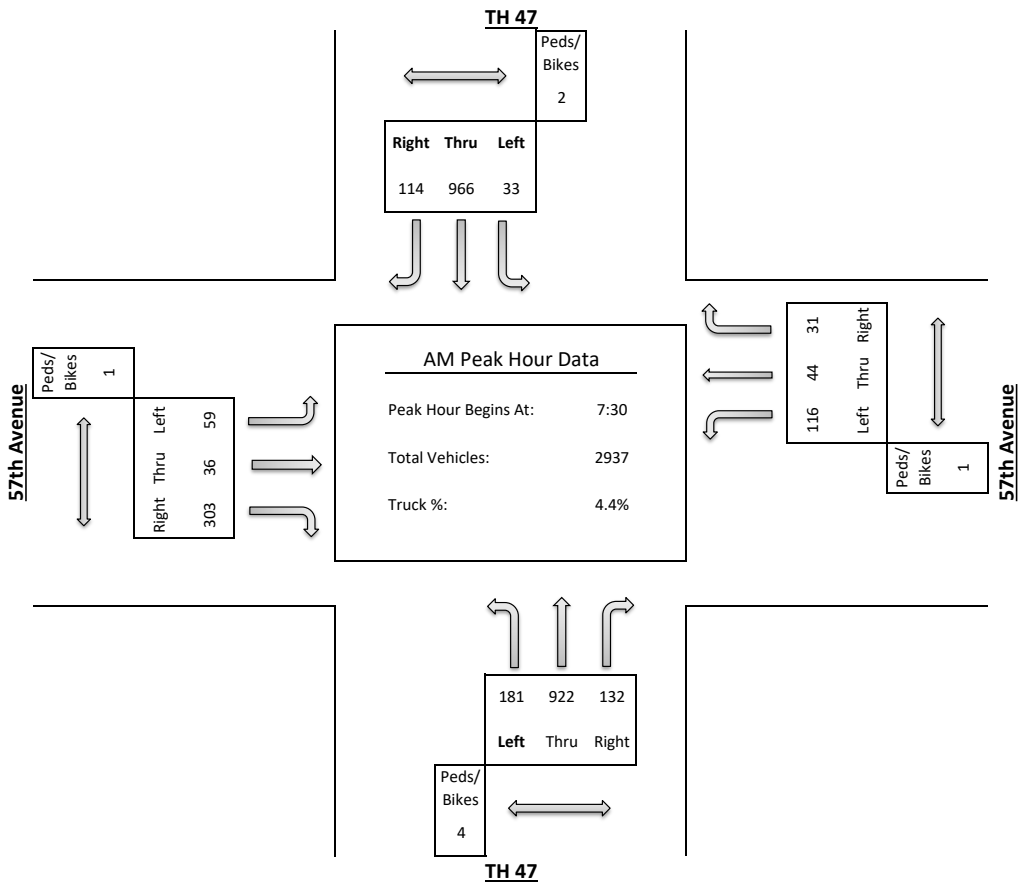 TH 47
Peds/
Bikes
2
Right Thru Left
114 966 33
Peds/
Bikes
1
57th Avenue
Left
59
Thru
36
Right
303
AM Peak Hour Data
Peak Hour Begins At: 7:30
Total Vehicles: 2937
Truck %: 4.4%
31
Right
44
Thru
116
Left
Peds/
Bikes
1
57th Avenue
181 922 132
Left Thru Right
Peds/
Bikes
4
TH 47